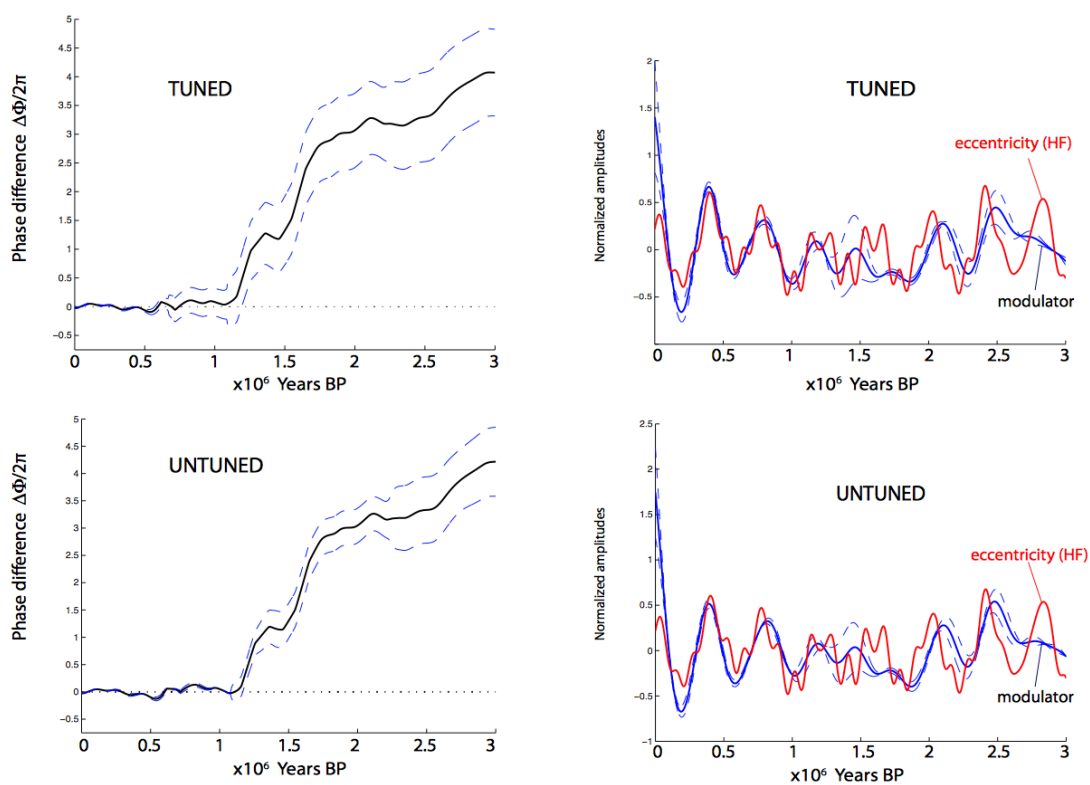 5
4.5
4
3.5
3
2.5
2
1.5
1
0.5
0
−0.5
Phase difference ΔΦ/2π
TUNED
0 0.5 1 1.5 2 2.5 3
x10⁶ Years BP
2
1.5
1
0.5
0
−0.5
Normalized amplitudes
TUNED
eccentricity (HF)
modulator
0 0.5 1 1.5 2 2.5 3
x10⁶ Years BP
5
4.5
4
3.5
3
2.5
2
1.5
1
0.5
0
−0.5
Phase difference ΔΦ/2π
UNTUNED
0 0.5 1 1.5 2 2.5 3
x10⁶ Years BP
2.5
2
1.5
1
0.5
0
−0.5
−1
Normalized amplitudes
UNTUNED
eccentricity (HF)
modulator
0 0.5 1 1.5 2 2.5 3
x10⁶ Years BP